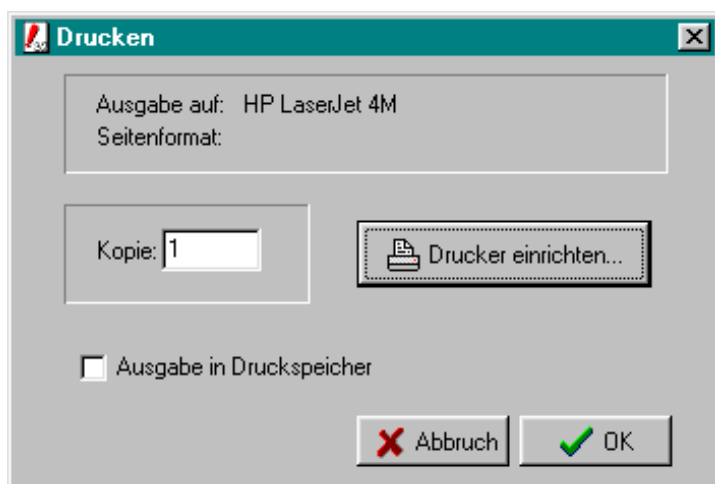 Drucken
Ausgabe auf: HP LaserJet 4M
Seitenformat:
Kopie: 1
Drucker einrichten...
Ausgabe in Druckspeicher
Abbruch
OK